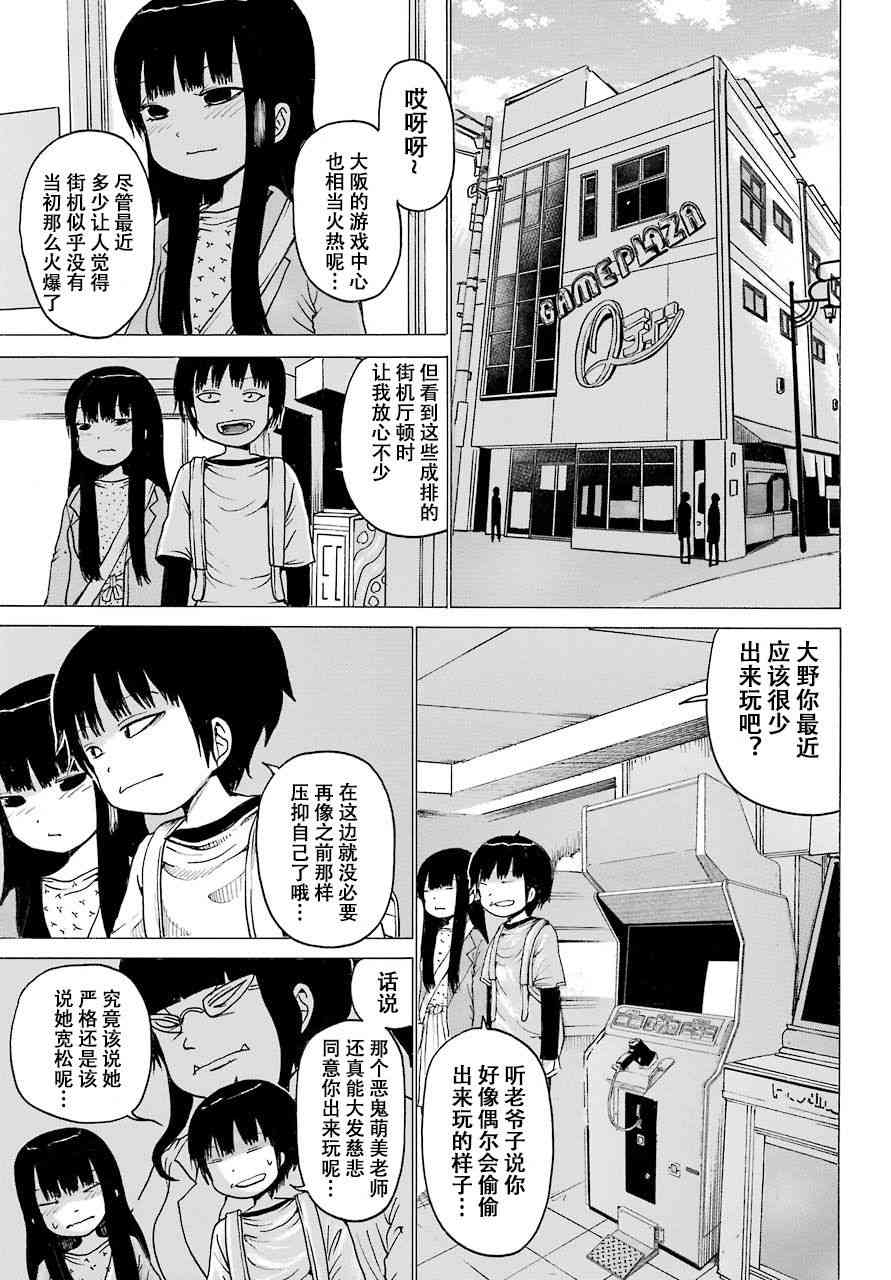 GAME PLAZA
哎呀呀~
大阪的游戏中心
也相当火热呢…
尽管最近
多少让人觉得
街机似乎没有
当初那么火爆了
但看到这些成排的
街机厅顿时
让我放心不少
大野你最近
应该很少
出来玩吧？
听老爷子说你
好像偶尔会偷偷
出来玩的样子…
在这边就没必要
再像之前那样
压抑自己了哦…
话说
那个恶鬼萌美老师
还真能大发慈悲
同意你出来玩呢…
究竟该说她
严格还是该
说她宽松呢…